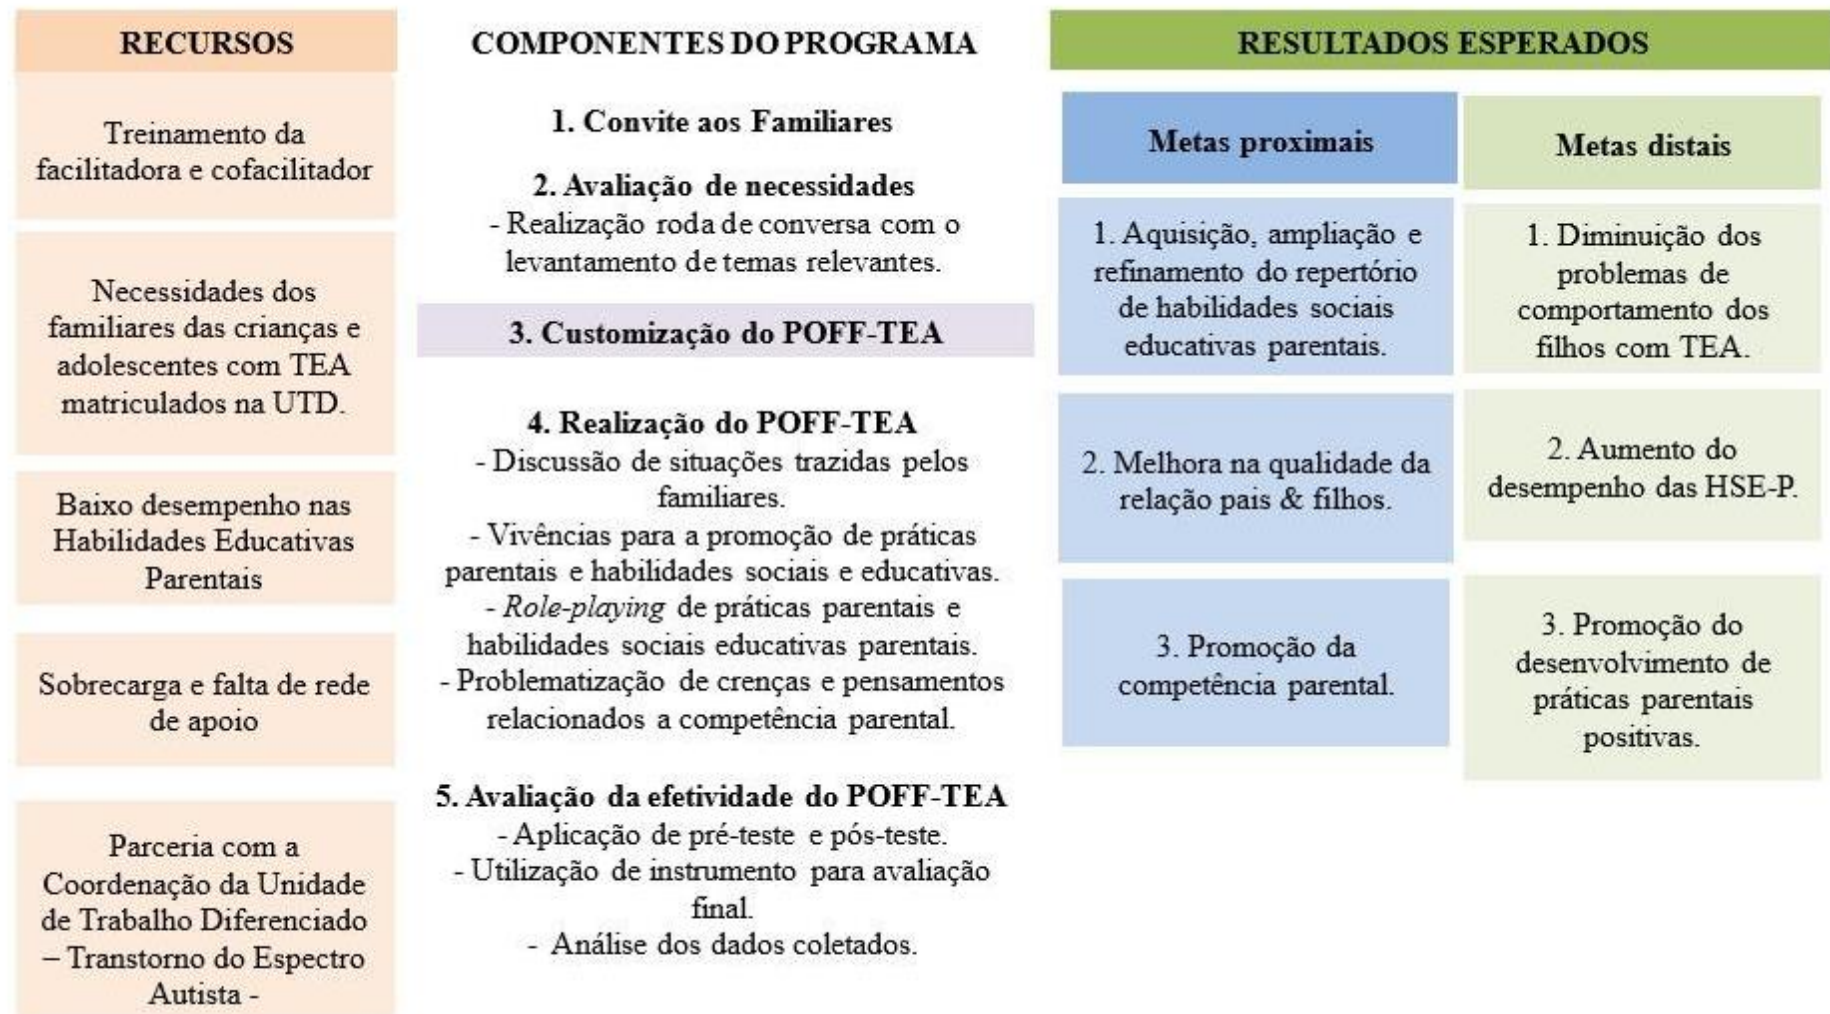 RECURSOS
Treinamento da
facilitadora e cofacilitador
Necessidades dos
familiares das crianças e
adolescentes com TEA
matriculados na UTD.
Baixo desempenho nas
Habilidades Educativas
Parentais
Sobrecarga e falta de rede
de apoio
Parceria com a
Coordenação da Unidade
de Trabalho Diferenciado
– Transtorno do Espectro
Autista -
COMPONENTES DO PROGRAMA
1. Convite aos Familiares
2. Avaliação de necessidades
- Realização roda de conversa com o
levantamento de temas relevantes.
3. Customização do POFF-TEA
4. Realização do POFF-TEA
- Discussão de situações trazidas pelos
familiares.
- Vivências para a promoção de práticas
parentais e habilidades sociais e educativas.
- Role-playing de práticas parentais e
habilidades sociais educativas parentais.
- Problematização de crenças e pensamentos
relacionados a competência parental.
5. Avaliação da efetividade do POFF-TEA
- Aplicação de pré-teste e pós-teste.
- Utilização de instrumento para avaliação
final.
- Análise dos dados coletados.
RESULTADOS ESPERADOS
Metas proximais
1. Aquisição, ampliação e
refinamento do repertório
de habilidades sociais
educativas parentais.
2. Melhora na qualidade da
relação pais & filhos.
3. Promoção da
competência parental.
Metas distais
1. Diminuição dos
problemas de
comportamento dos
filhos com TEA.
2. Aumento do
desempenho das HSE-P.
3. Promoção do
desenvolvimento de
práticas parentais
positivas.